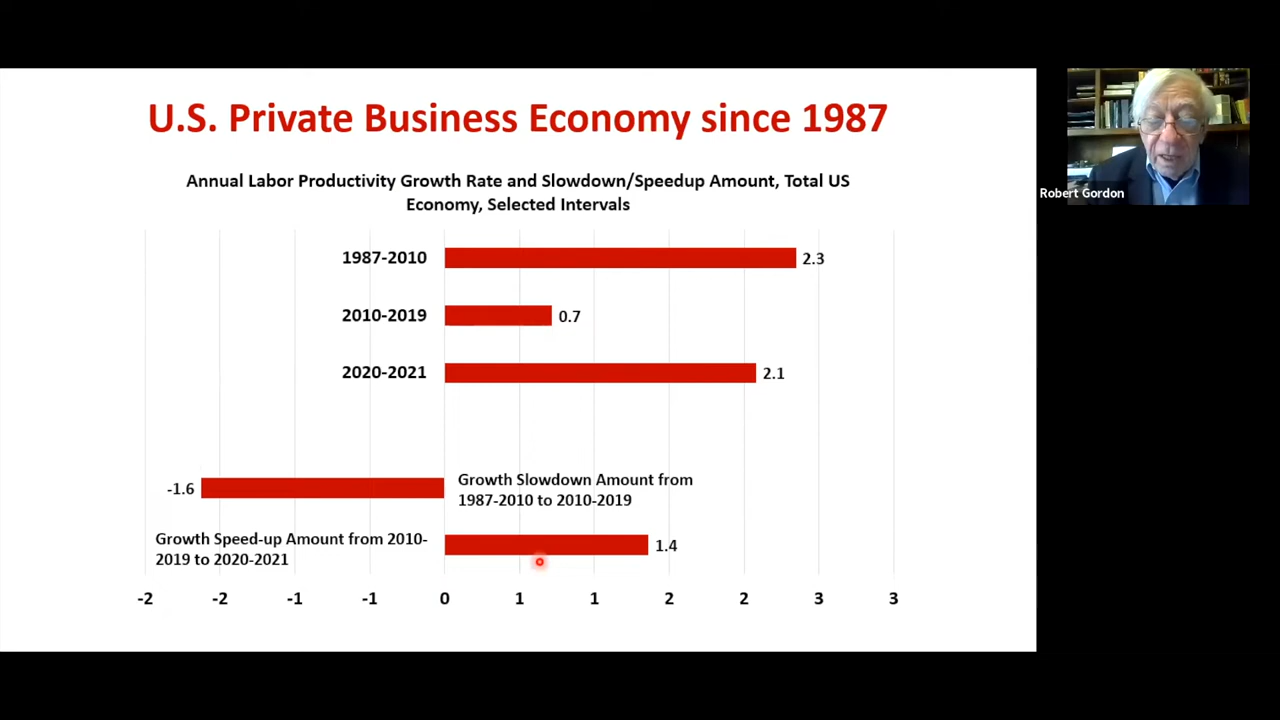 U.S. Private Business Economy since 1987
Annual Labor Productivity Growth Rate and Slowdown/Speedup Amount, Total US
Economy, Selected Intervals
Robert Gordon
1987-2010
2.3
2010-2019
0.7
2020-2021
2.1
-1.6
Growth Slowdown Amount from
1987-2010 to 2010-2019
Growth Speed-up Amount from 2010-
2019 to 2020-2021
1.4
-2 -2 -1 -1 0 1 1 2 2 3 3